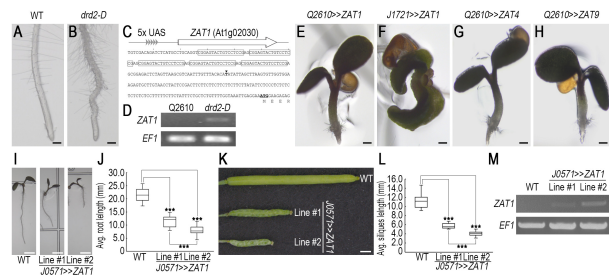 WT
drd2-D
Q2610>>ZAT1
J1721>>ZAT1
Q2610>>ZAT4
Q2610>>ZAT9
A
B
C
5x UAS
ZAT1 (At1g02030)
D
Q2610 drd2-D
ZAT1
EF1
E
F
G
H
I
WT
Line #1
Line #2
J0571>>ZAT1
J
Avg. root length (mm)
30.0
25.0
20.0
15.0
10.0
5.0
0.0
***
***
***
WT
Line #1
Line #2
J0571>>ZAT1
K
WT
Line #1
Line #2
J0571>>ZAT1
L
Avg. siliques length (mm)
16.0
14.0
12.0
10.0
8.0
6.0
4.0
2.0
0.0
***
***
***
WT
Line #1
Line #2
J0571>>ZAT1
M
J0571>>ZAT1
WT
Line #1
Line #2
ZAT1
EF1